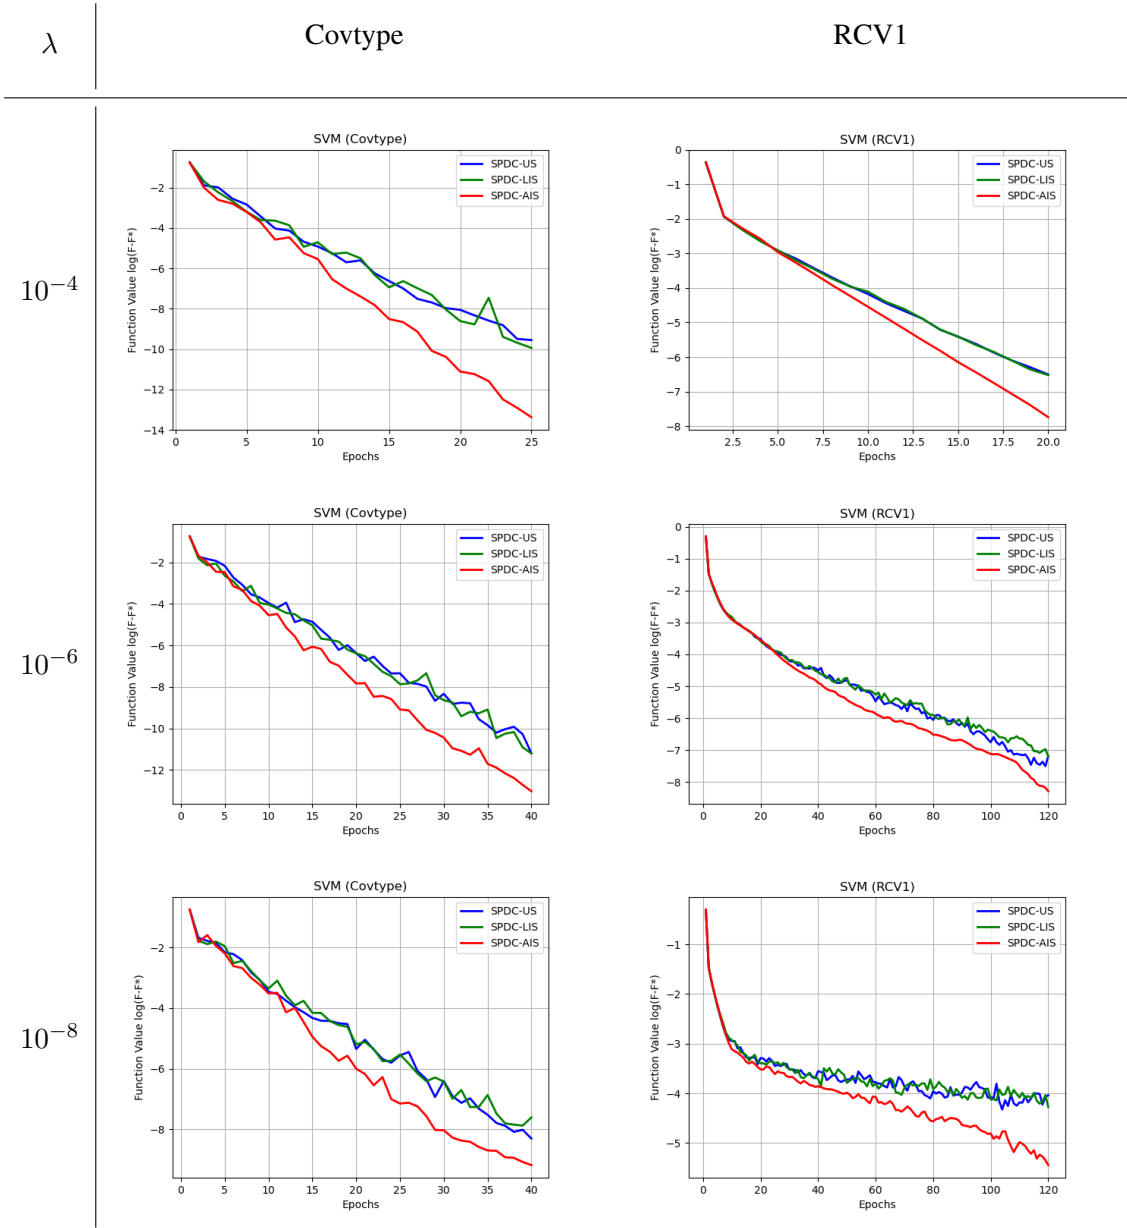 λ Covtype RCV1
10−4
SVM (Covtype)
Function Value log(F-F*)
−2
−4
−6
−8
−10
−12
−14
0 5 10 15 20 25
Epochs
SPDC-US
SPDC-LIS
SPDC-AIS
SVM (RCV1)
Function Value log(F-F*)
0
−1
−2
−3
−4
−5
−6
−7
−8
2.5 5.0 7.5 10.0 12.5 15.0 17.5 20.0
Epochs
SPDC-US
SPDC-LIS
SPDC-AIS
10−6
SVM (Covtype)
Function Value log(F-F*)
−2
−4
−6
−8
−10
−12
0 5 10 15 20 25 30 35 40
Epochs
SPDC-US
SPDC-LIS
SPDC-AIS
SVM (RCV1)
Function Value log(F-F*)
0
−1
−2
−3
−4
−5
−6
−7
−8
0 20 40 60 80 100 120
Epochs
SPDC-US
SPDC-LIS
SPDC-AIS
10−8
SVM (Covtype)
Function Value log(F-F*)
−2
−4
−6
−8
0 5 10 15 20 25 30 35 40
Epochs
SPDC-US
SPDC-LIS
SPDC-AIS
SVM (RCV1)
Function Value log(F-F*)
−1
−2
−3
−4
−5
0 20 40 60 80 100 120
Epochs
SPDC-US
SPDC-LIS
SPDC-AIS